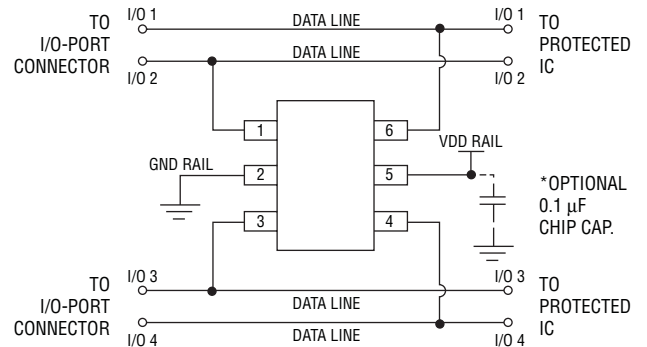 TO
I/O-PORT
CONNECTOR
I/O 1
DATA LINE
I/O 1
TO
PROTECTED
IC
I/O 2
DATA LINE
I/O 2
1
6
VDD RAIL
GND RAIL
2
5
*OPTIONAL
0.1 µF
CHIP CAP.
3
4
TO
I/O-PORT
CONNECTOR
I/O 3
DATA LINE
I/O 3
TO
PROTECTED
IC
I/O 4
DATA LINE
I/O 4